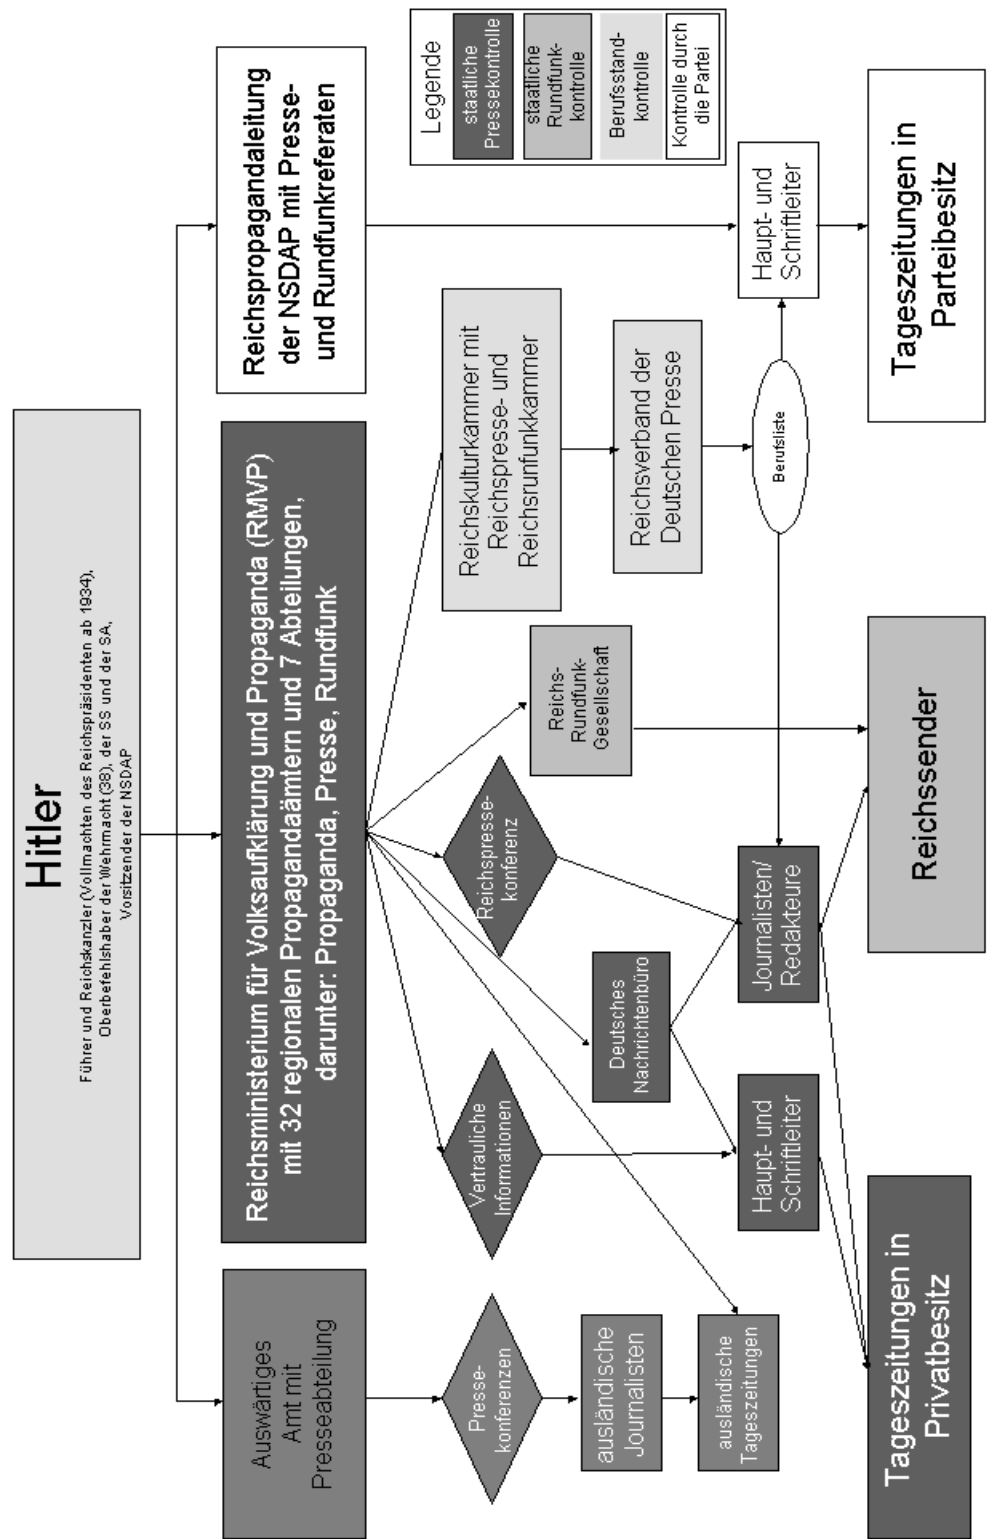 Hitler
Führer und Reichskanzler (Vollmachten des Reichspräsidenten ab 1934),
Oberbefehlshaber der Wehrmacht (38), der SS und der SA,
Vorsitzender der NSDAP
Auswärtiges
Amt mit
Presseabteilung
Reichsministerium für Volksaufklärung und Propaganda (RMVP)
mit 32 regionalen Propagandaämtern und 7 Abteilungen,
darunter: Propaganda, Presse, Rundfunk
Reichspropagandaleitung
der NSDAP mit Presse-
und Rundfunkreferaten
Legende
staatliche
Pressekontrolle
staatliche
Rundfunk-
kontrolle
Berufsstand-
kontrolle
Kontrolle durch
die Partei
Presse-
konferenzen
Vertrauliche
Informationen
Reichspresse-
konferenz
Reichs-
Rundfunk-
Gesellschaft
Reichskulturkammer mit
Reichspresse- und
Reichsrunfunkkammer
ausländische
Journalisten
Deutsches
Nachrichtenbüro
Reichsverband der
Deutschen Presse
ausländische
Tageszeitungen
Haupt- und
Schriftleiter
Journalisten/
Redakteure
Berufsliste
Haupt- und
Schriftleiter
Tageszeitungen in
Privatbesitz
Reichssender
Tageszeitungen in
Parteibesitz